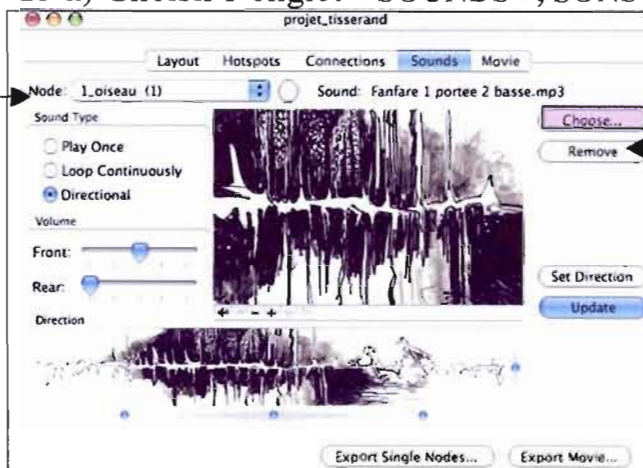 projet_tisserand
Layout Hotspots Connections Sounds Movie
Node: 1_oiseau (1) Sound: Fanfare 1 portee 2 basse.mp3
Sound Type
Choose...
Play Once
Remove
Loop Continuously
Directional
Volume
Front:
Rear:
Set Direction
Update
Direction
Export Single Nodes... Export Movie...